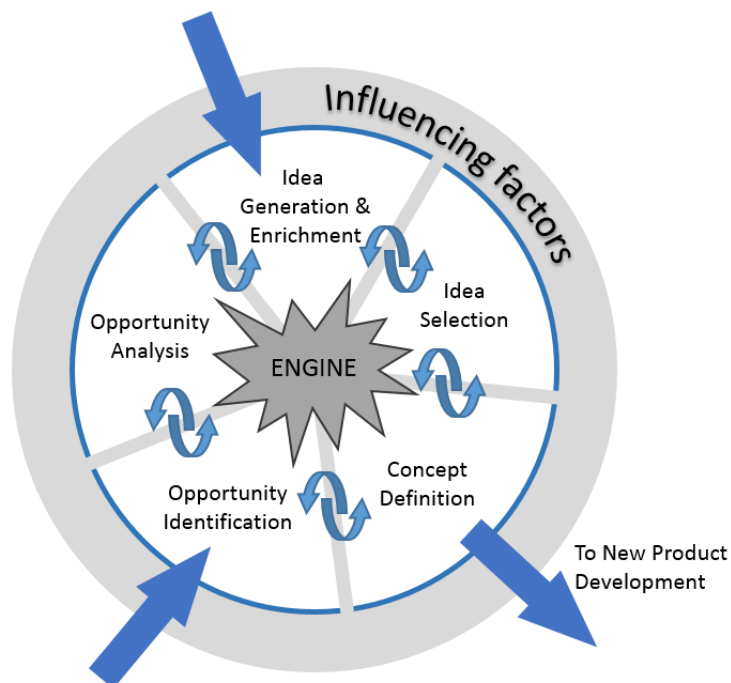 Influencing factors
Idea
Generation &
Enrichment
Idea
Selection
Opportunity
Analysis
ENGINE
Concept
Definition
Opportunity
Identification
To New Product
Development